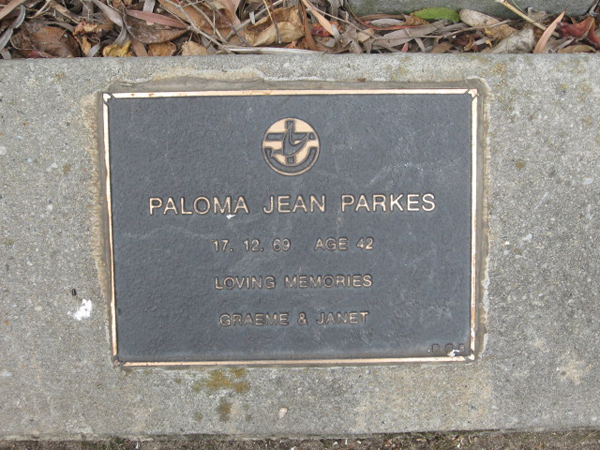 PALOMA JEAN PARKES
17. 12. 69 AGE 42
LOVING MEMORIES
GRAEME & JANET